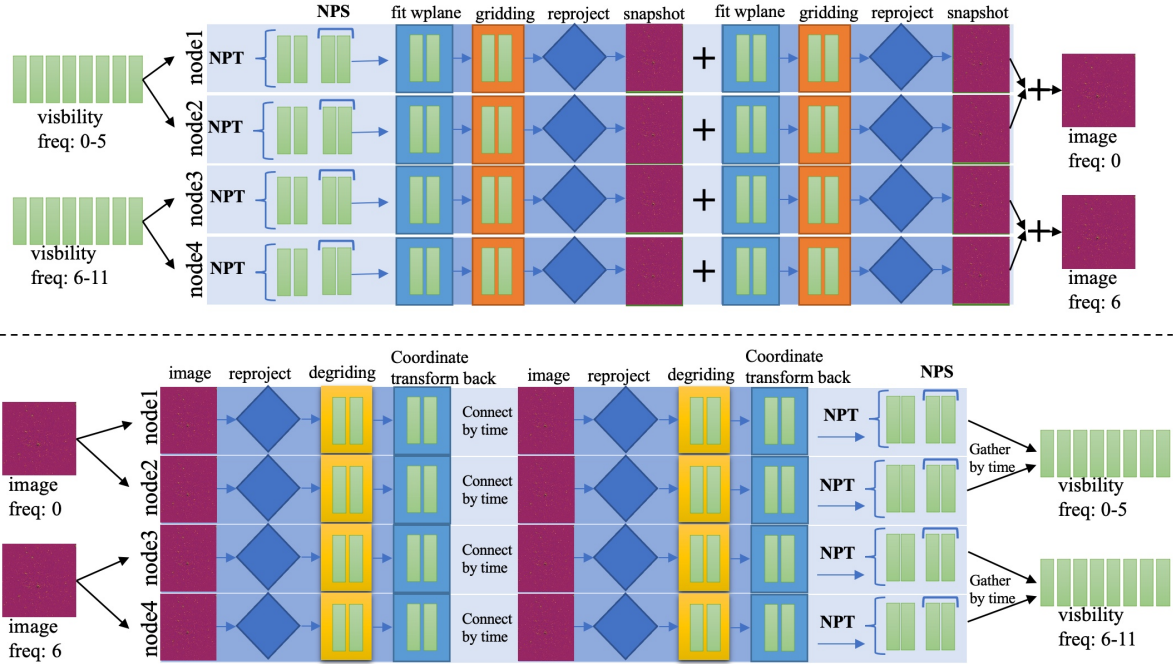 NPS fit wplane gridding reproject snapshot fit wplane gridding reproject snapshot
node1 NPT + +
visbility
freq: 0-5
node2 NPT +
image
freq: 0
node3 NPT + +
visbility
freq: 6-11
node4 NPT +
image
freq: 6
image reproject degriding Coordinate
transform back
image reproject degriding Coordinate
transform back
NPS
node1 Connect
by time
NPT
image
freq: 0
node2 Connect
by time
NPT
Gather
by time
visbility
freq: 0-5
node3 Connect
by time
NPT
image
freq: 6
node4 Connect
by time
NPT
Gather
by time
visbility
freq: 6-11